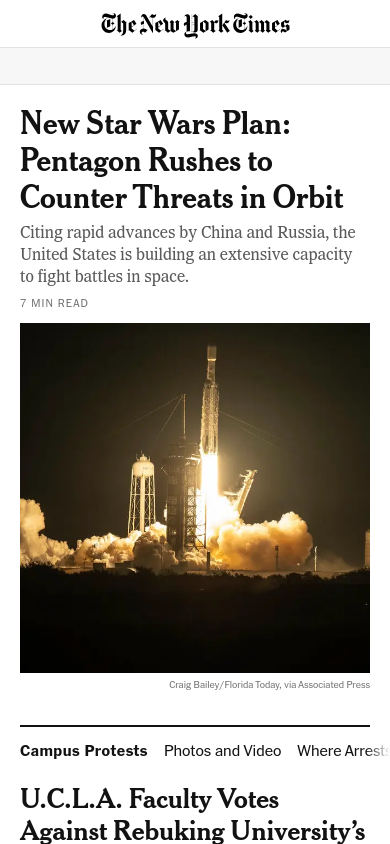 The New York Times
New Star Wars Plan:
Pentagon Rushes to
Counter Threats in Orbit
Citing rapid advances by China and Russia, the
United States is building an extensive capacity
to fight battles in space.
7 MIN READ
Craig Bailey/Florida Today, via Associated Press
Campus Protests Photos and Video Where Arrests
U.C.L.A. Faculty Votes
Against Rebuking University’s